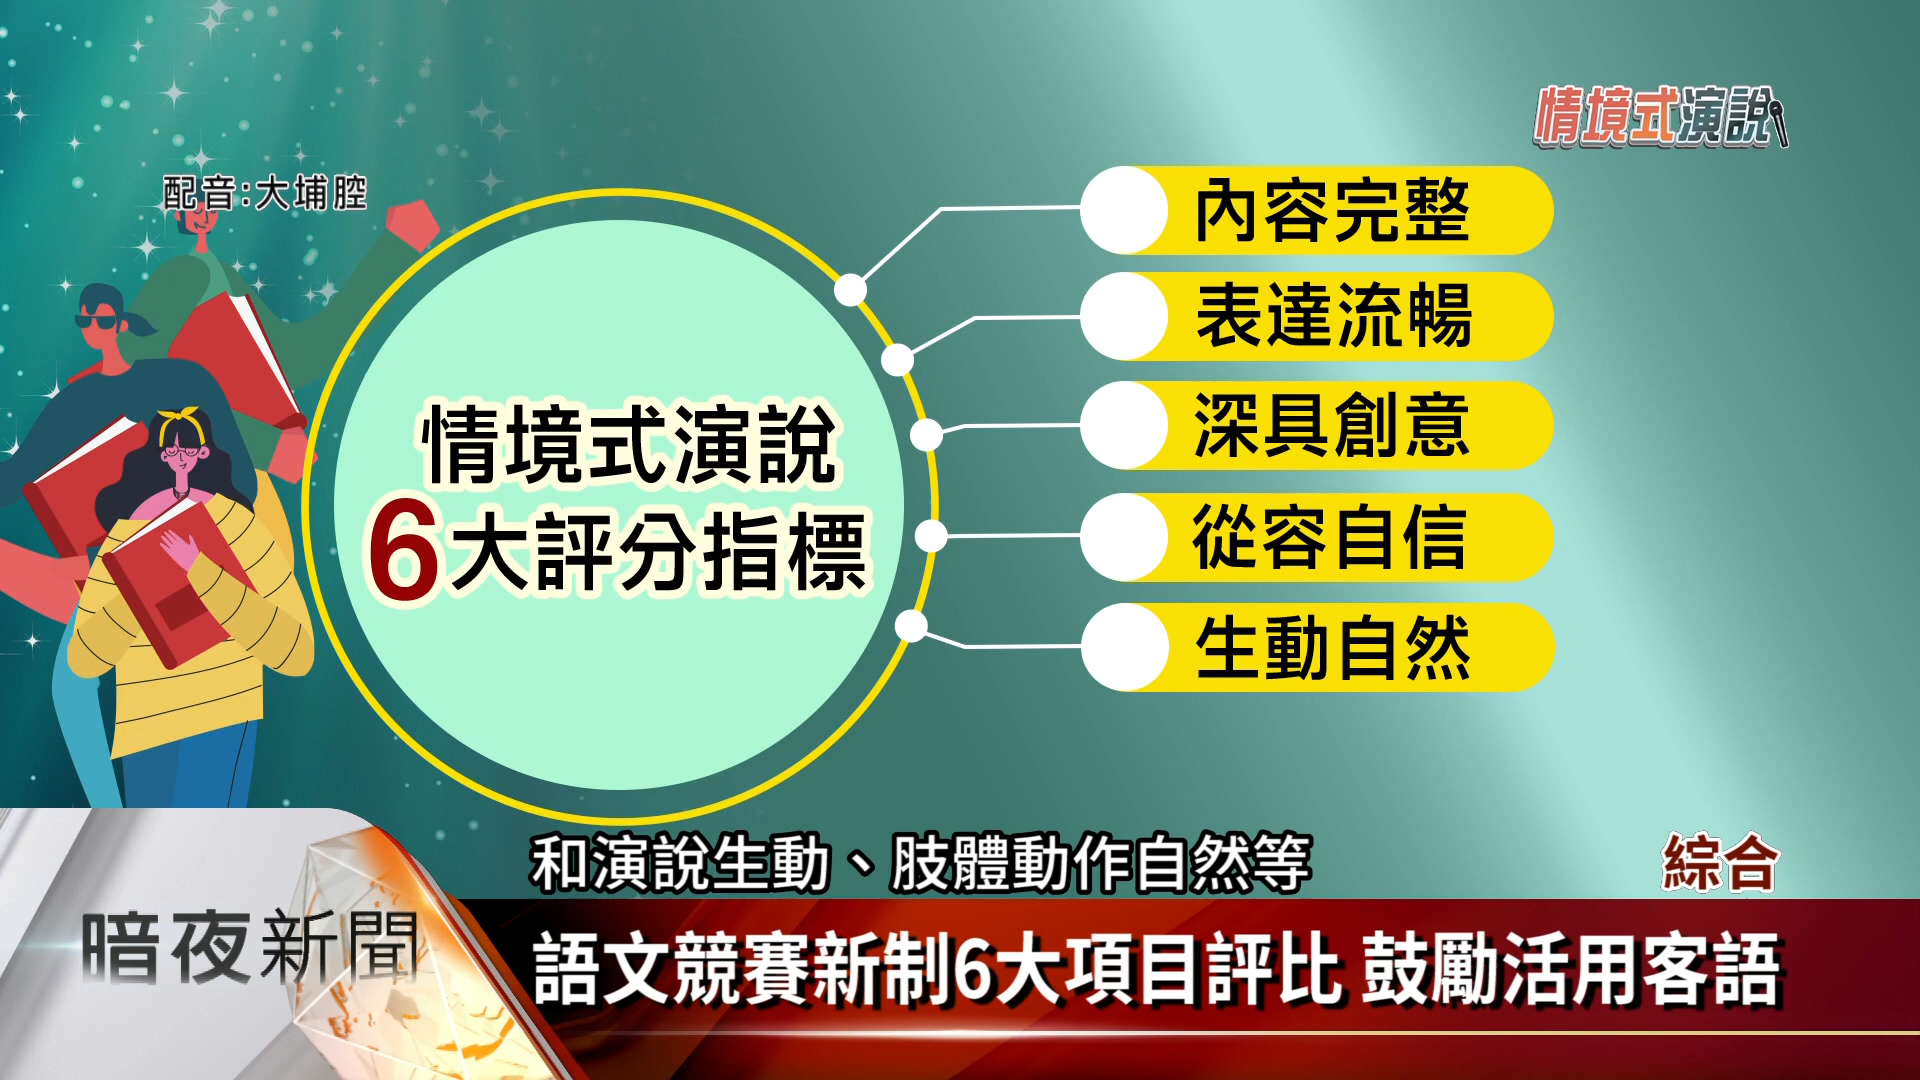 情境式演說
配音:大埔腔
內容完整
表達流暢
深具創意
從容自信
生動自然
情境式演說
6大評分指標
和演說生動、肢體動作自然等
綜合
暗夜新聞
語文競賽新制6大項目評比 鼓勵活用客語